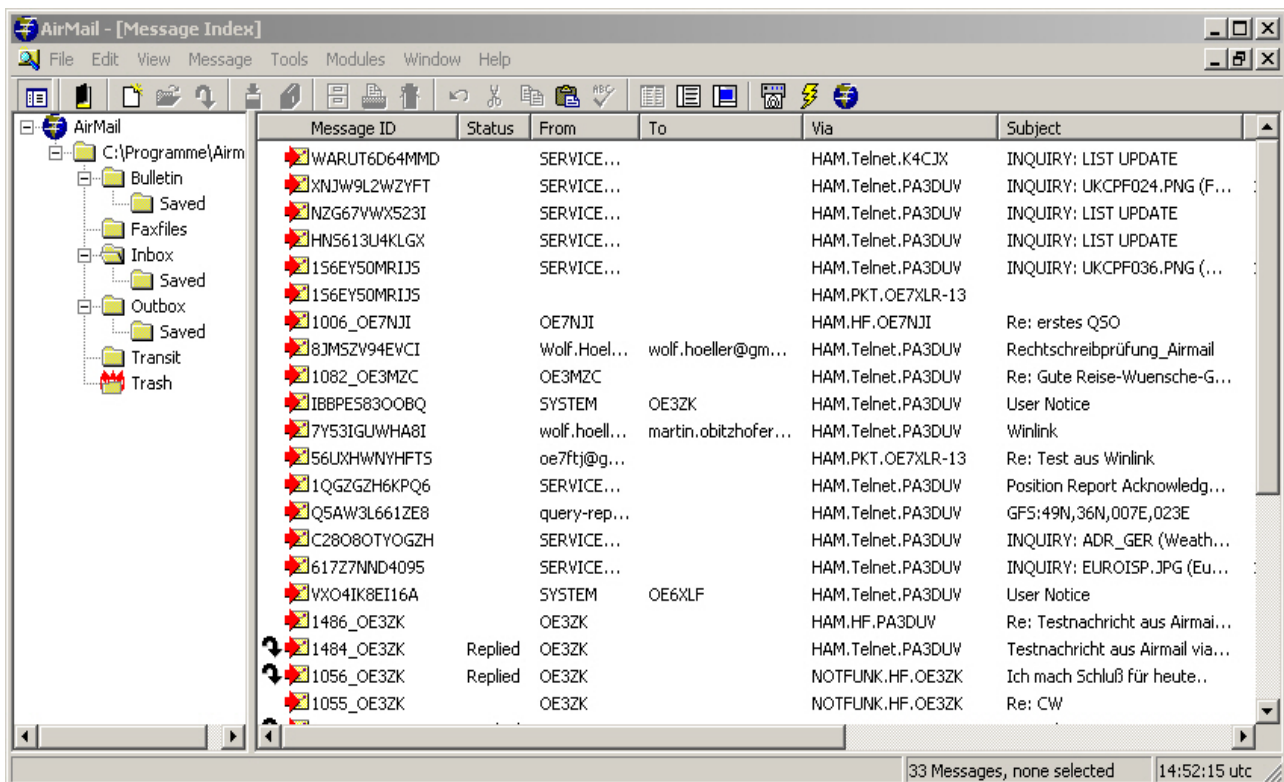 AirMail - [Message Index]
File Edit View Message Tools Modules Window Help
ABC
AirMail
C:\Programme\Airm
Bulletin
Saved
Faxfiles
Inbox
Saved
Outbox
Saved
Transit
Trash
Message ID Status From To Via Subject
WARUT6D64MMD SERVICE... HAM.Telnet.K4CJX INQUIRY: LIST UPDATE
XNJW9L2WZYFT SERVICE... HAM.Telnet.PA3DUV INQUIRY: UKCPF024.PNG (F...
NZG67VWX523I SERVICE... HAM.Telnet.PA3DUV INQUIRY: LIST UPDATE
HNS613U4KLGX SERVICE... HAM.Telnet.PA3DUV INQUIRY: LIST UPDATE
1S6EY50MRIJS SERVICE... HAM.Telnet.PA3DUV INQUIRY: UKCPF036.PNG (...
1S6EY50MRIJS HAM.PKT.OE7XLR-13
1006_OE7NJI OE7NJI HAM.HF.OE7NJI Re: erstes QSO
8JMSZV94EVCI Wolf.Hoel... wolf.hoeller@gm... HAM.Telnet.PA3DUV Rechtschreibprüfung_Airmail
1082_OE3MZC OE3MZC HAM.Telnet.PA3DUV Re: Gute Reise-Wuensche-G...
IBBPES83OOBQ SYSTEM OE3ZK HAM.Telnet.PA3DUV User Notice
7Y53IGUWHA8I wolf.hoell... martin.obitzhofer... HAM.Telnet.PA3DUV Winlink
56UXHWNYHFTS oe7ftj@g... HAM.PKT.OE7XLR-13 Re: Test aus Winlink
1QGZGZH6KPQ6 SERVICE... HAM.Telnet.PA3DUV Position Report Acknowledg...
Q5AW3L661ZE8 query-rep... HAM.Telnet.PA3DUV GFS:49N,36N,007E,023E
C28O8OTYOGZH SERVICE... HAM.Telnet.PA3DUV INQUIRY: ADR_GER (Weath...
617Z7NND4095 SERVICE... HAM.Telnet.PA3DUV INQUIRY: EUROISP.JPG (Eu...
VXO4IK8EI16A SYSTEM OE6XLF HAM.Telnet.PA3DUV User Notice
1486_OE3ZK OE3ZK HAM.HF.PA3DUV Re: Testnachricht aus Airmai...
1484_OE3ZK Replied OE3ZK HAM.Telnet.PA3DUV Testnachricht aus Airmail via...
1056_OE3ZK Replied OE3ZK NOTFUNK.HF.OE3ZK Ich mach Schluß für heute..
1055_OE3ZK OE3ZK NOTFUNK.HF.OE3ZK Re: CW
33 Messages, none selected 14:52:15 utc